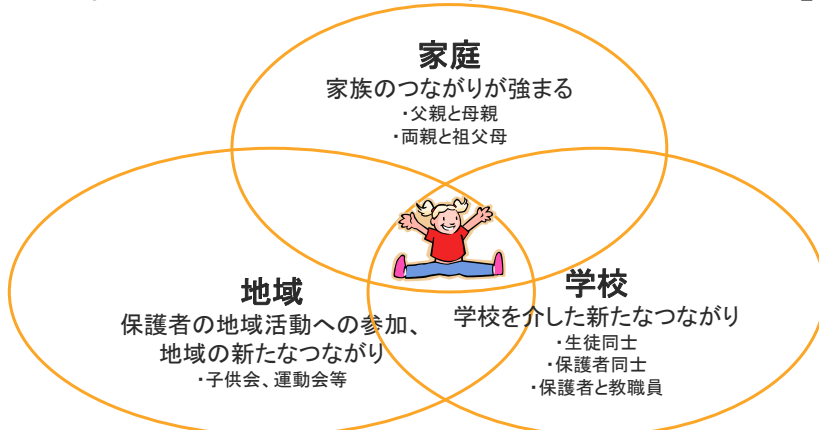 家庭
家族のつながりが強まる
・父親と母親
・両親と祖父母
地域
保護者の地域活動への参加、
地域の新たなつながり
・子供会、運動会等
学校
学校を介した新たなつながり
・生徒同士
・保護者同士
・保護者と教職員